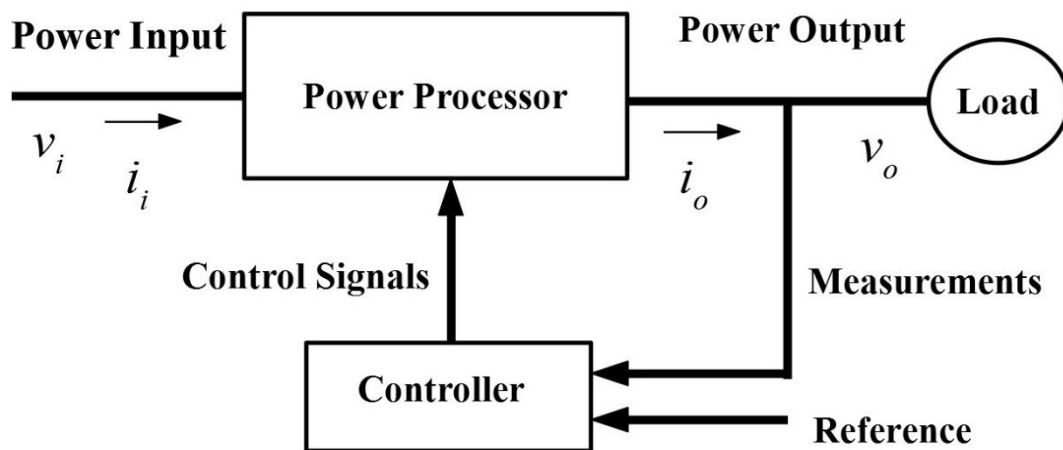 Power Input
Power Output
Power Processor
Load
v_i
i_i
i_o
v_o
Control Signals
Measurements
Controller
Reference